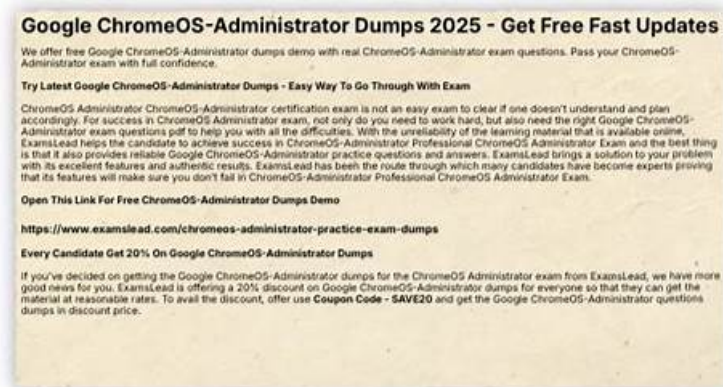 Google ChromeOS-Administrator Dumps 2025 - Get Free Fast Updates
We offer free Google ChromeOS-Administrator dumps demo with real ChromeOS-Administrator exam questions. Pass your ChromeOS-
Administrator exam with full confidence.
Try Latest Google ChromeOS-Administrator Dumps - Easy Way To Go Through With Exam
ChromeOS Administrator ChromeOS-Administrator certification exam is not an easy exam to clear if one doesn't understand and plan
accordingly. For success in ChromeOS Administrator exam, not only do you need to work hard, but also need the right Google ChromeOS-
Administrator exam questions pdf to help you with all the difficulties. With the unreliability of the learning material that is available online,
ExamsLead helps the candidate to achieve success in ChromeOS-Administrator Professional ChromeOS Administrator Exam and the best thing
is that it also provides reliable Google ChromeOS-Administrator practice questions and answers. ExamsLead brings a solution to your problem
with its excellent features and authentic results. ExamsLead has been the route through which many candidates have become experts proving
that its features will make sure you don't fail in ChromeOS-Administrator Professional ChromeOS Administrator Exam.
Open This Link For Free ChromeOS-Administrator Dumps Demo
https://www.examslead.com/chromeos-administrator-practice-exam-dumps
Every Candidate Get 20% On Google ChromeOS-Administrator Dumps
If you've decided on getting the Google ChromeOS-Administrator dumps for the ChromeOS Administrator exam from ExamsLead, we have more
good news for you. ExamsLead is offering a 20% discount on Google ChromeOS-Administrator dumps for everyone so that they can get the
material at reasonable rates. To avail the discount, offer use Coupon Code - SAVE20 and get the Google ChromeOS-Administrator questions
dumps in discount price.